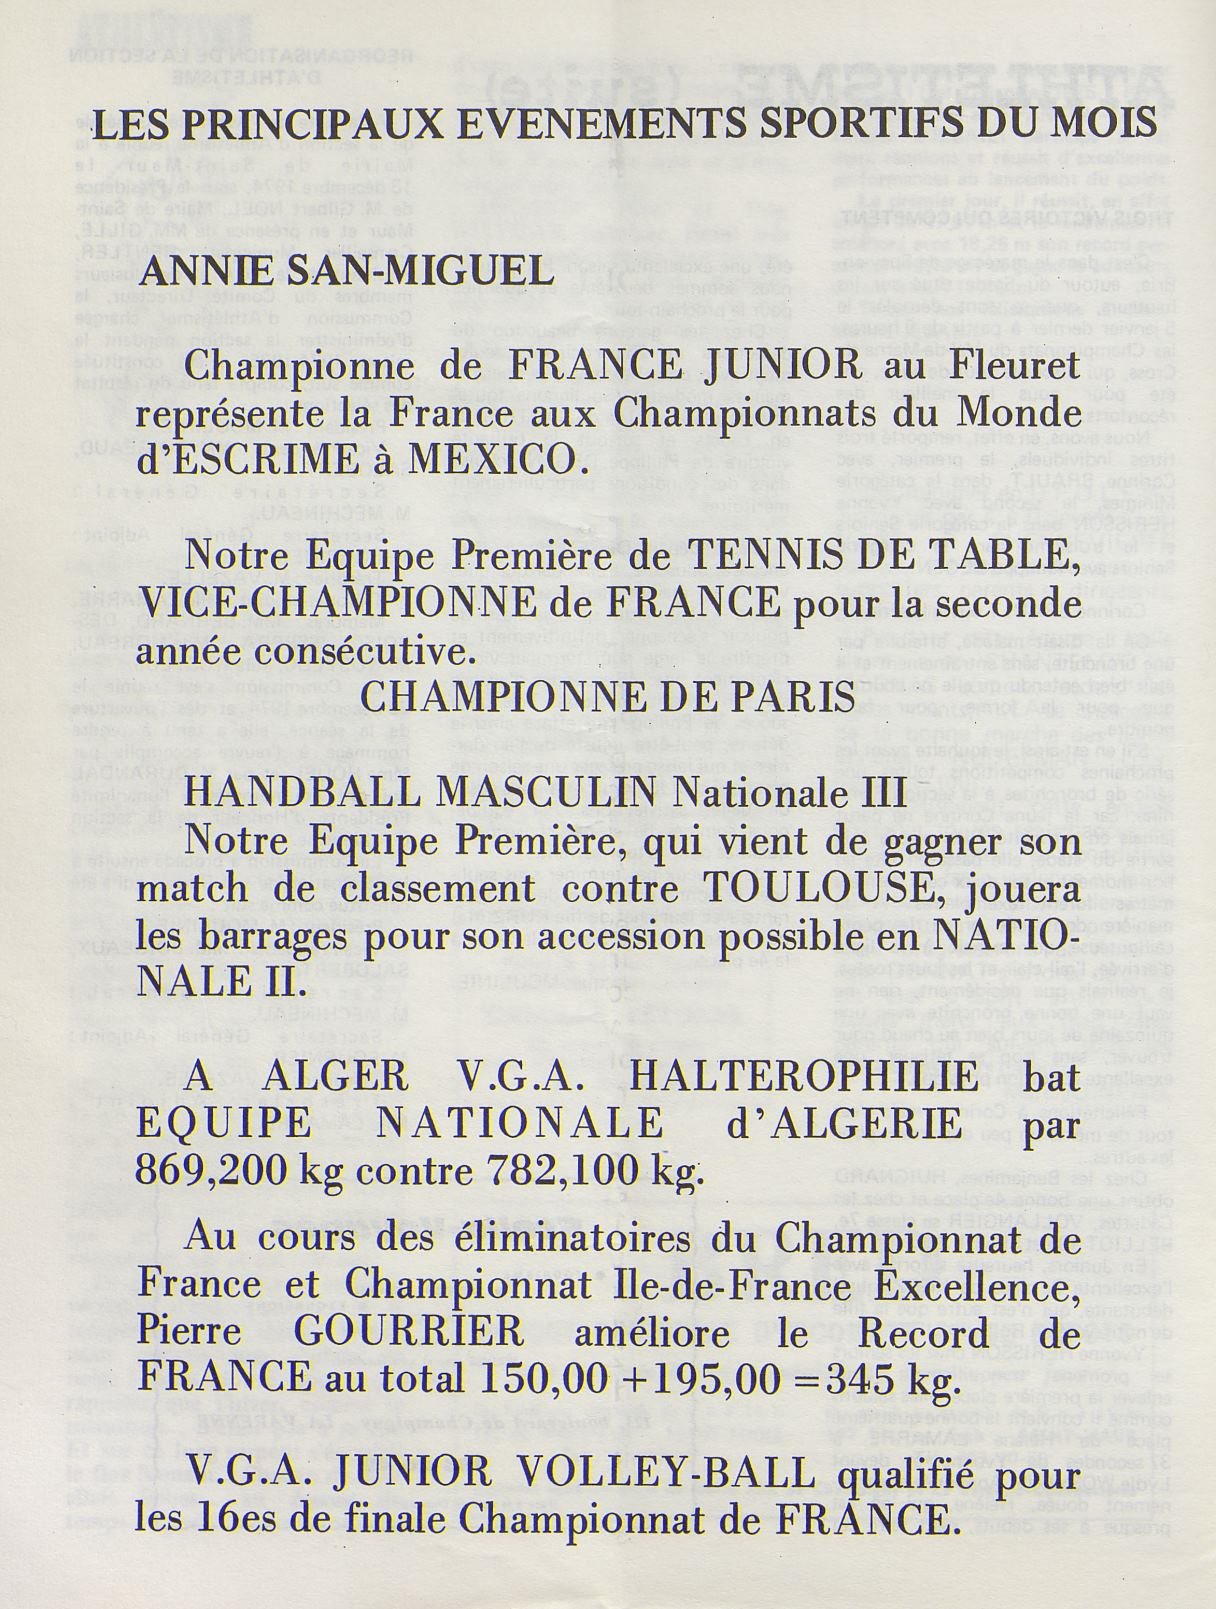 LES PRINCIPAUX EVENEMENTS SPORTIFS DU MOIS
ANNIE SAN-MIGUEL
Championne de FRANCE JUNIOR au Fleuret
représente la France aux Championnats du Monde
d'ESCRIME à MEXICO.
Notre Equipe Première de TENNIS DE TABLE,
VICE-CHAMPIONNE de FRANCE pour la seconde
année consécutive.
CHAMPIONNE DE PARIS
HANDBALL MASCULIN Nationale III
Notre Equipe Première, qui vient de gagner son
match de classement contre TOULOUSE, jouera
les barrages pour son accession possible en NATIO-
NALE II.
A ALGER V.G.A. HALTEROPHILIE bat
EQUIPE NATIONALE d'ALGERIE par
869,200 kg contre 782,100 kg.
Au cours des éliminatoires du Championnat de
France et Championnat Ile-de-France Excellence,
Pierre GOURRIER améliore le Record de
FRANCE au total 150,00 + 195,00 = 345 kg.
V.G.A. JUNIOR VOLLEY-BALL qualifié pour
les 16es de finale Championnat de FRANCE.